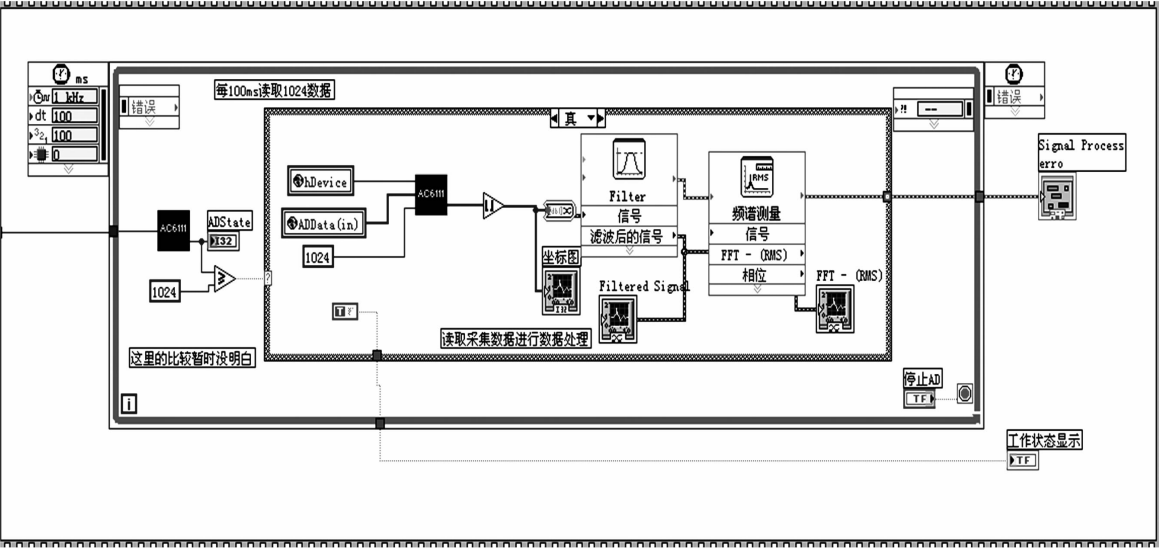 ms
1 kHz
dt 100
100
0
错误
每100ms读取1024数据
真
?! --
错误
Signal Process
erro
hDevice
AC6111
ADData(in)
1024
Filter
信号
滤波后的信号
RMS
频谱测量
信号
FFT - (RMS)
相位
AC6111
ADState
I32
1024
?
坐标图
Filtered Signal
FFT - (RMS)
T F
读取采集数据进行数据处理
这里的比较暂时没明白
i
停止AD
TF
工作状态显示
TF